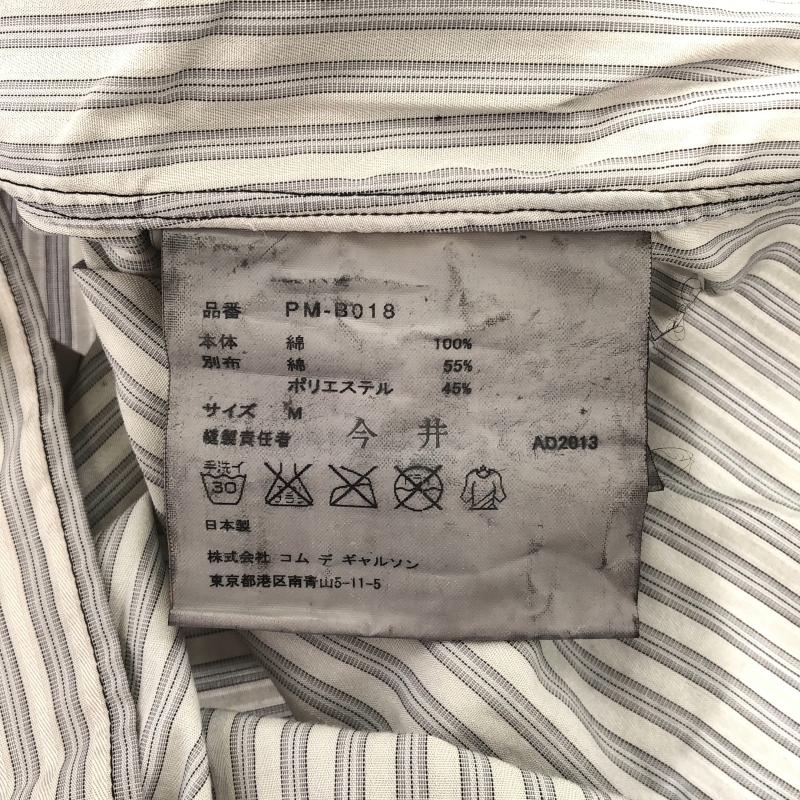 品番 PM-B018
本体 綿 100%
別布 綿 55%
ポリエステル 45%
サイズ M
縫製責任者 今井 AD2013
手洗イ
30
日本製
株式会社 コム デ ギャルソン
東京都港区南青山5-11-5